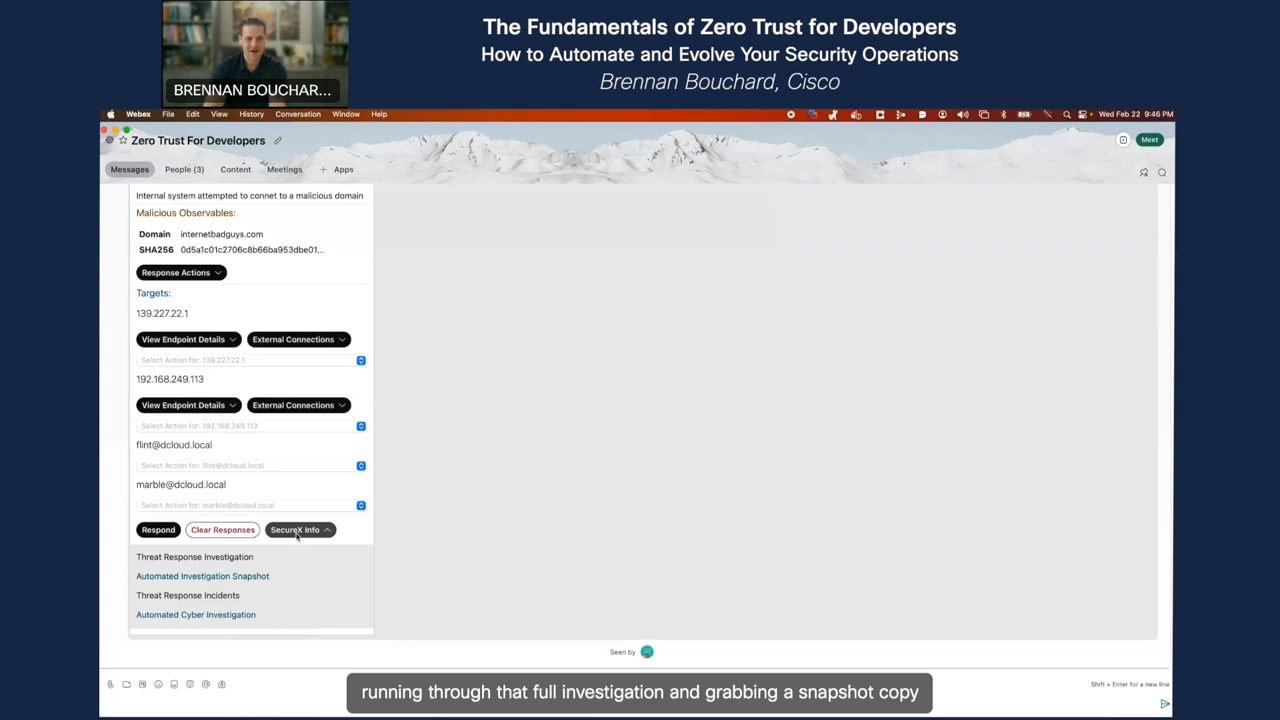 The Fundamentals of Zero Trust for Developers
How to Automate and Evolve Your Security Operations
Brennan Bouchard, Cisco
BRENNAN BOUCHAR...
Webex File Edit View History Conversation Window Help
Wed Feb 22 9:46 PM
Zero Trust For Developers
Meet
Messages People (3) Content Meetings + Apps
Internal system attempted to connet to a malicious domain
Malicious Observables:
Domain internetbadguys.com
SHA256 0d5a1c01c2706c8b66ba953dbe01...
Response Actions
Targets:
139.227.22.1
View Endpoint Details External Connections
Select Action for: 139.227.22.1
192.168.249.113
View Endpoint Details External Connections
Select Action for: 192.168.249.113
flint@dcloud.local
Select Action for: flint@dcloud.local
marble@dcloud.local
Select Action for: marble@dcloud.local
Respond Clear Responses SecureX Info
Threat Response Investigation
Automated Investigation Snapshot
Threat Response Incidents
Automated Cyber Investigation
Seen by
Shift + Enter for a new line
running through that full investigation and grabbing a snapshot copy